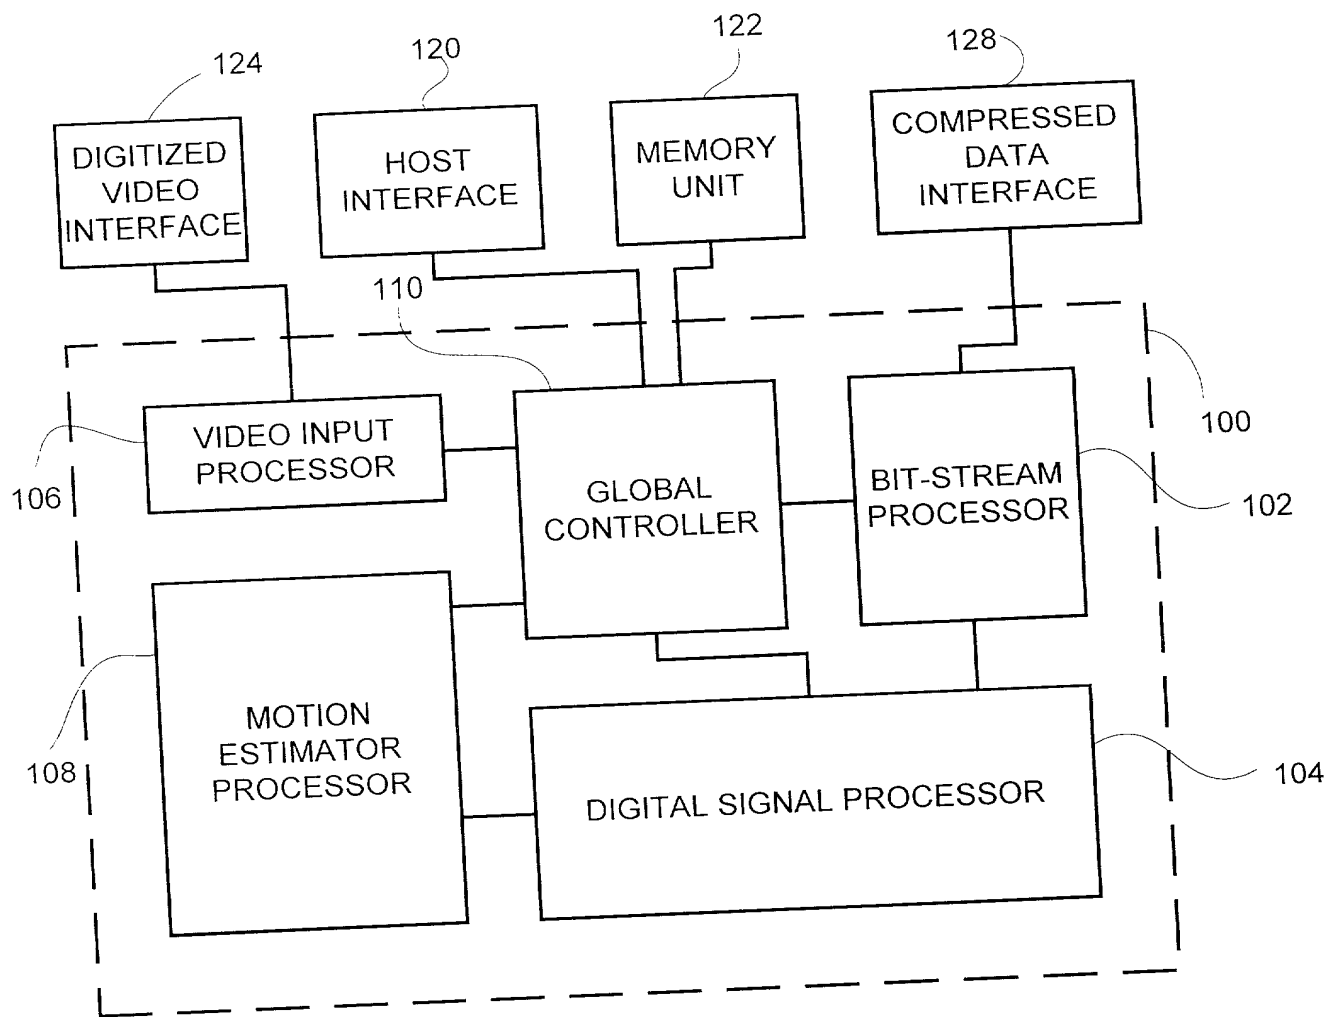 124
120
122
128
DIGITIZED
VIDEO
INTERFACE
HOST
INTERFACE
MEMORY
UNIT
COMPRESSED
DATA
INTERFACE
110
100
VIDEO INPUT
PROCESSOR
106
GLOBAL
CONTROLLER
BIT-STREAM
PROCESSOR
102
MOTION
ESTIMATOR
PROCESSOR
108
DIGITAL SIGNAL PROCESSOR
104